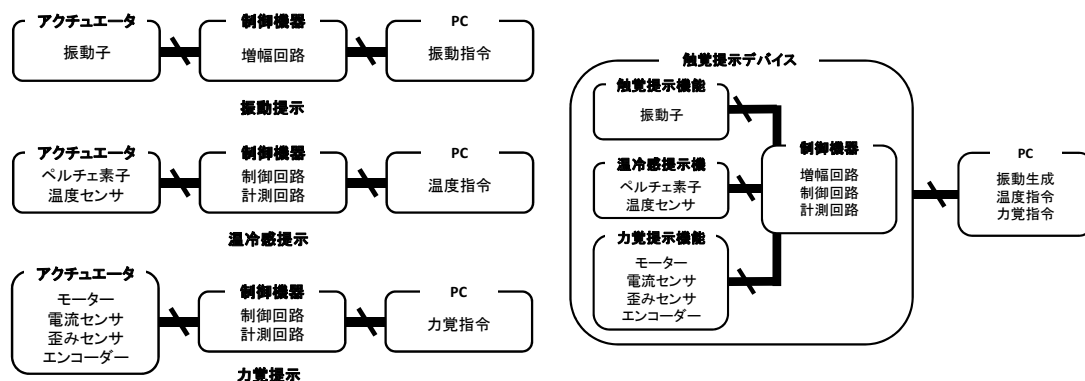 アクチュエータ
振動子
制御機器
増幅回路
PC
振動指令
振動提示
アクチュエータ
ペルチェ素子
温度センサ
制御機器
制御回路
計測回路
PC
温度指令
温冷感提示
アクチュエータ
モーター
電流センサ
歪みセンサ
エンコーダー
制御機器
制御回路
計測回路
PC
力覚指令
力覚提示
触覚提示デバイス
触覚提示機能
振動子
温冷感提示機
ペルチェ素子
温度センサ
力覚提示機能
モーター
電流センサ
歪みセンサ
エンコーダー
制御機器
増幅回路
制御回路
計測回路
PC
振動生成
温度指令
力覚指令